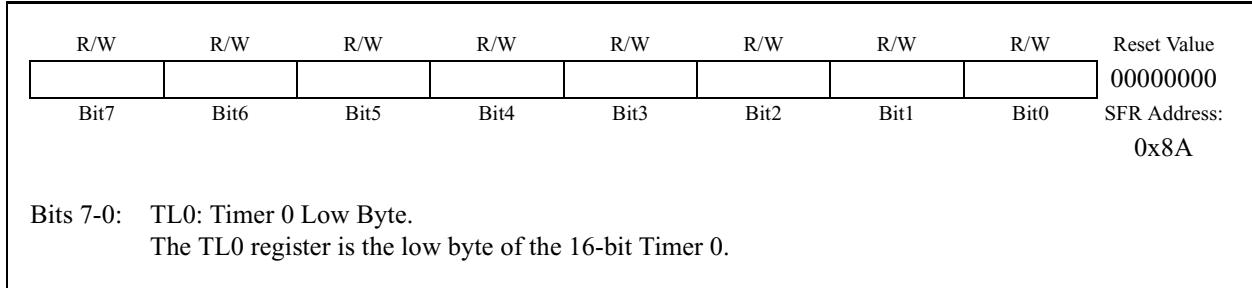 R/W R/W R/W R/W R/W R/W R/W R/W Reset Value
00000000
Bit7 Bit6 Bit5 Bit4 Bit3 Bit2 Bit1 Bit0 SFR Address:
0x8A
Bits 7-0: TL0: Timer 0 Low Byte.
The TL0 register is the low byte of the 16-bit Timer 0.